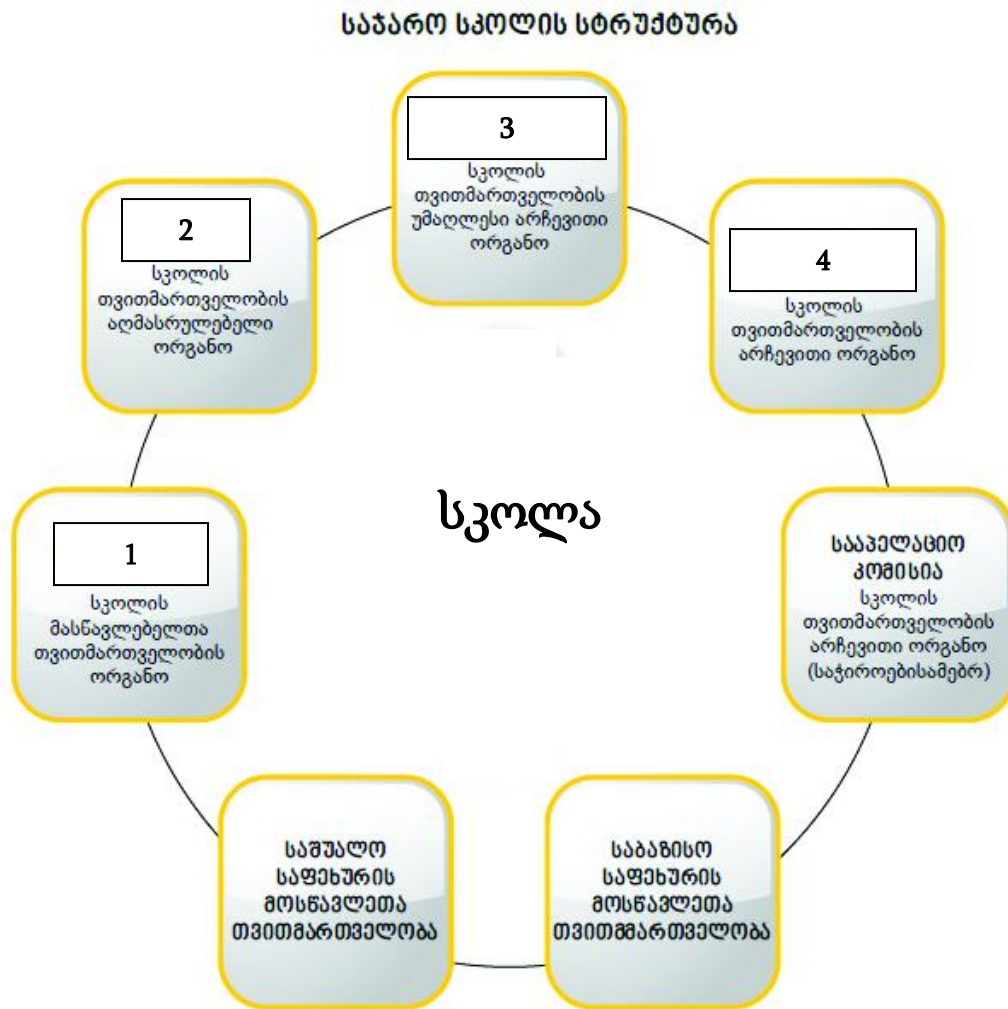 საჯარო სკოლის სტრუქტურა
3
სკოლის
თვითმართველობის
უმაღლესი არჩევითი
ორგანო
2
სკოლის
თვითმართველობის
აღმასრულებელი
ორგანო
4
სკოლის
თვითმართველობის
არჩევითი ორგანო
სკოლა
1
სკოლის
მასწავლებელთა
თვითმართველობის
ორგანო
სააპელაციო
კომისია
სკოლის
თვითმართველობის
არჩევითი ორგანო
(საჭიროებისამებრ)
საშუალო
საფეხურის
მოსწავლეთა
თვითმართველობა
საბაზისო
საფეხურის
მოსწავლეთა
თვითმმართველობა